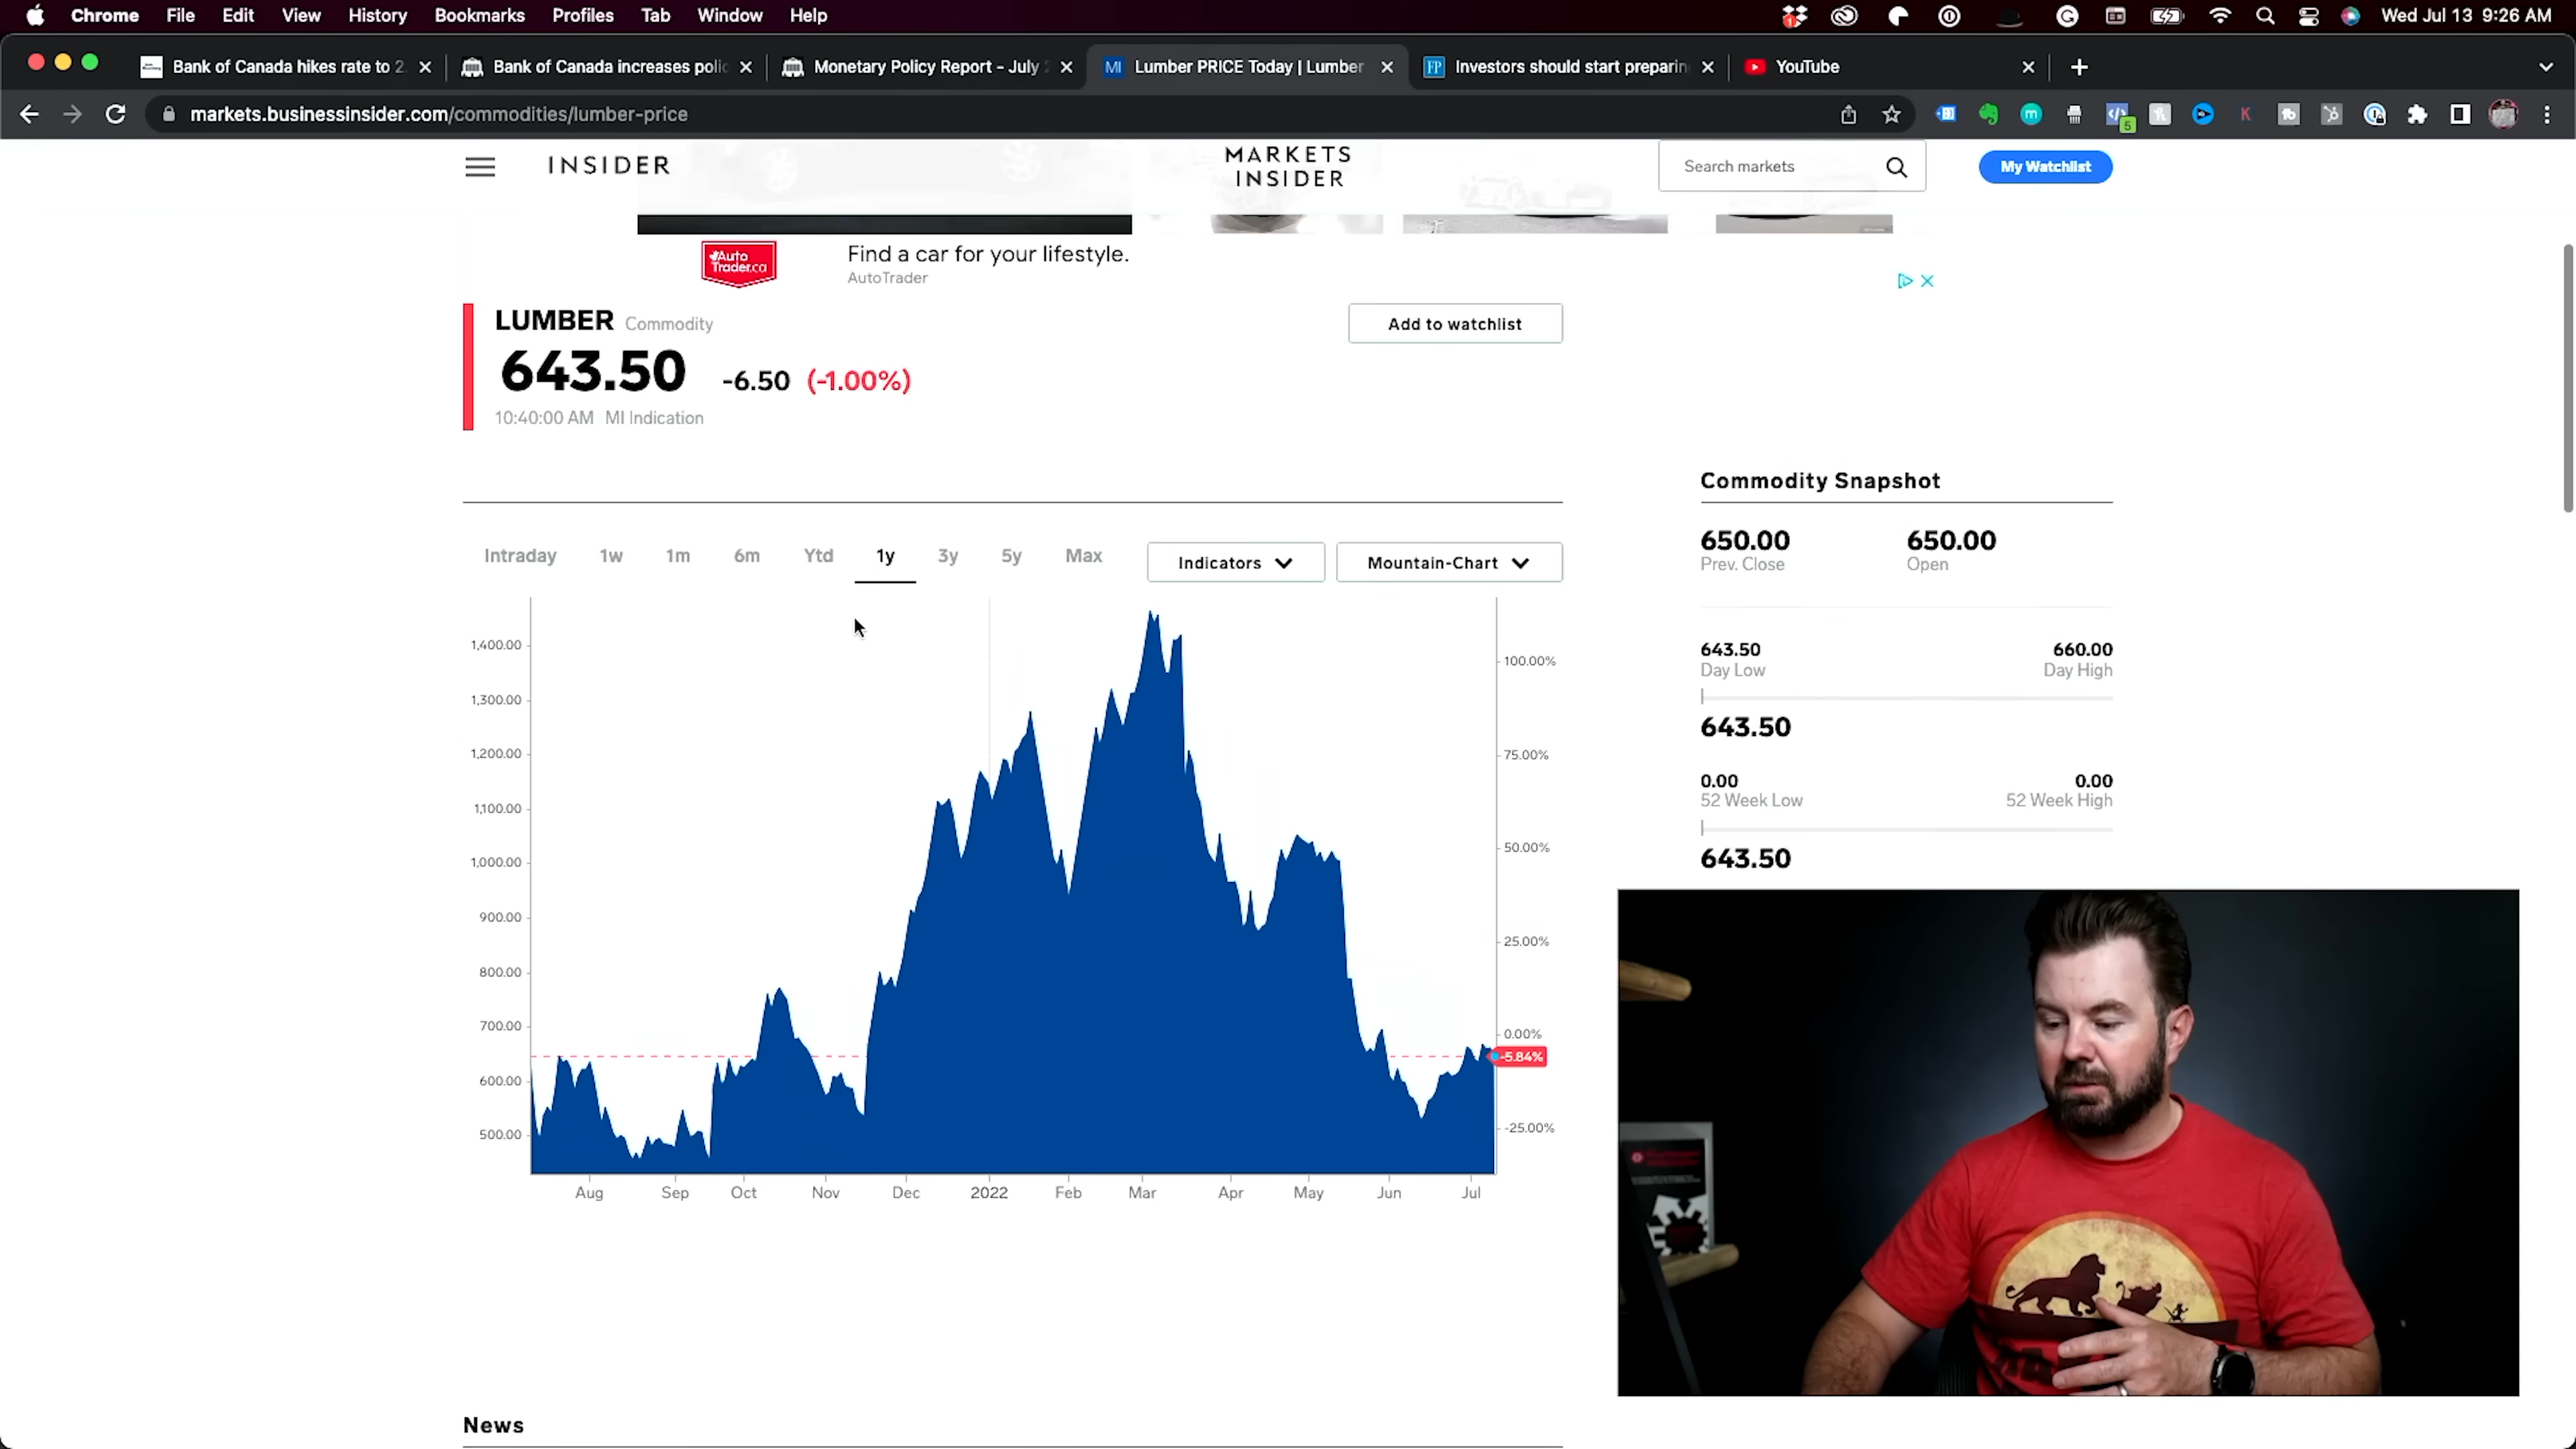 Chrome File Edit View History Bookmarks Profiles Tab Window Help Wed Jul 13 9:26 AM
Bank of Canada hikes rate to 2. Bank of Canada increases polic Monetary Policy Report – July 2 MI Lumber PRICE Today | Lumber FP Investors should start preparin YouTube
markets.businessinsider.com/commodities/lumber-price
INSIDER
MARKETS
INSIDER
Search markets
My Watchlist
Auto
Trader.ca
Find a car for your lifestyle.
AutoTrader
LUMBER Commodity
643.50 -6.50 (-1.00%)
10:40:00 AM MI Indication
Add to watchlist
Intraday 1w 1m 6m Ytd 1y 3y 5y Max
Indicators
Mountain-Chart
1,400.00
1,300.00
1,200.00
1,100.00
1,000.00
900.00
800.00
700.00
600.00
500.00
100.00%
75.00%
50.00%
25.00%
0.00%
-5.84%
-25.00%
Aug Sep Oct Nov Dec 2022 Feb Mar Apr May Jun Jul
Commodity Snapshot
650.00 650.00
Prev. Close Open
643.50 660.00
Day Low Day High
643.50
0.00 0.00
52 Week Low 52 Week High
643.50
News